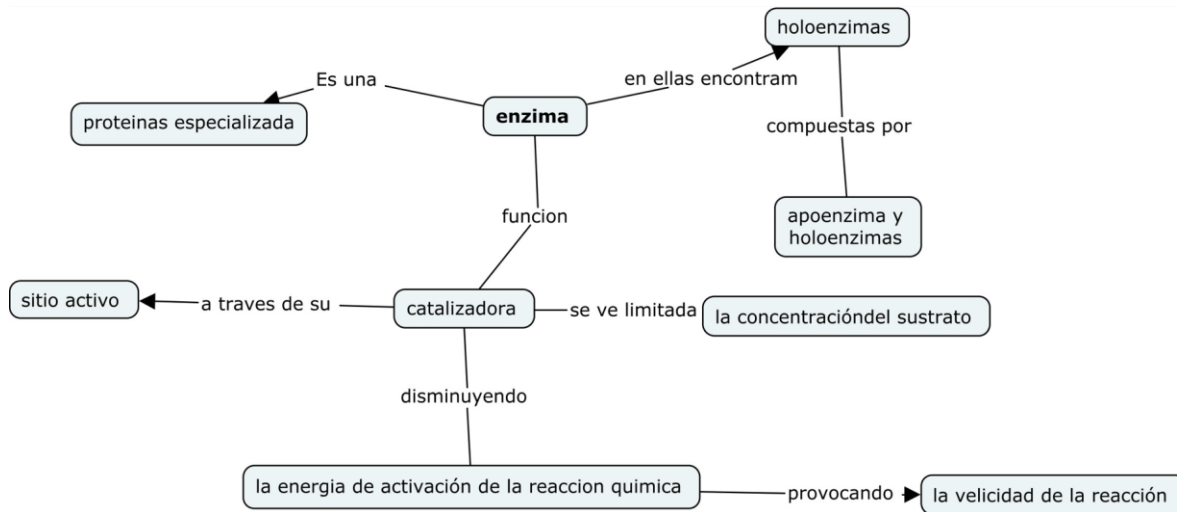 holoenzimas
Es una
en ellas encontram
proteinas especializada
enzima
compuestas por
funcion
apoenzima y
holoenzimas
sitio activo
a traves de su
catalizadora
se ve limitada
la concentracióndel sustrato
disminuyendo
la energia de activación de la reaccion quimica
provocando
la velicidad de la reacción